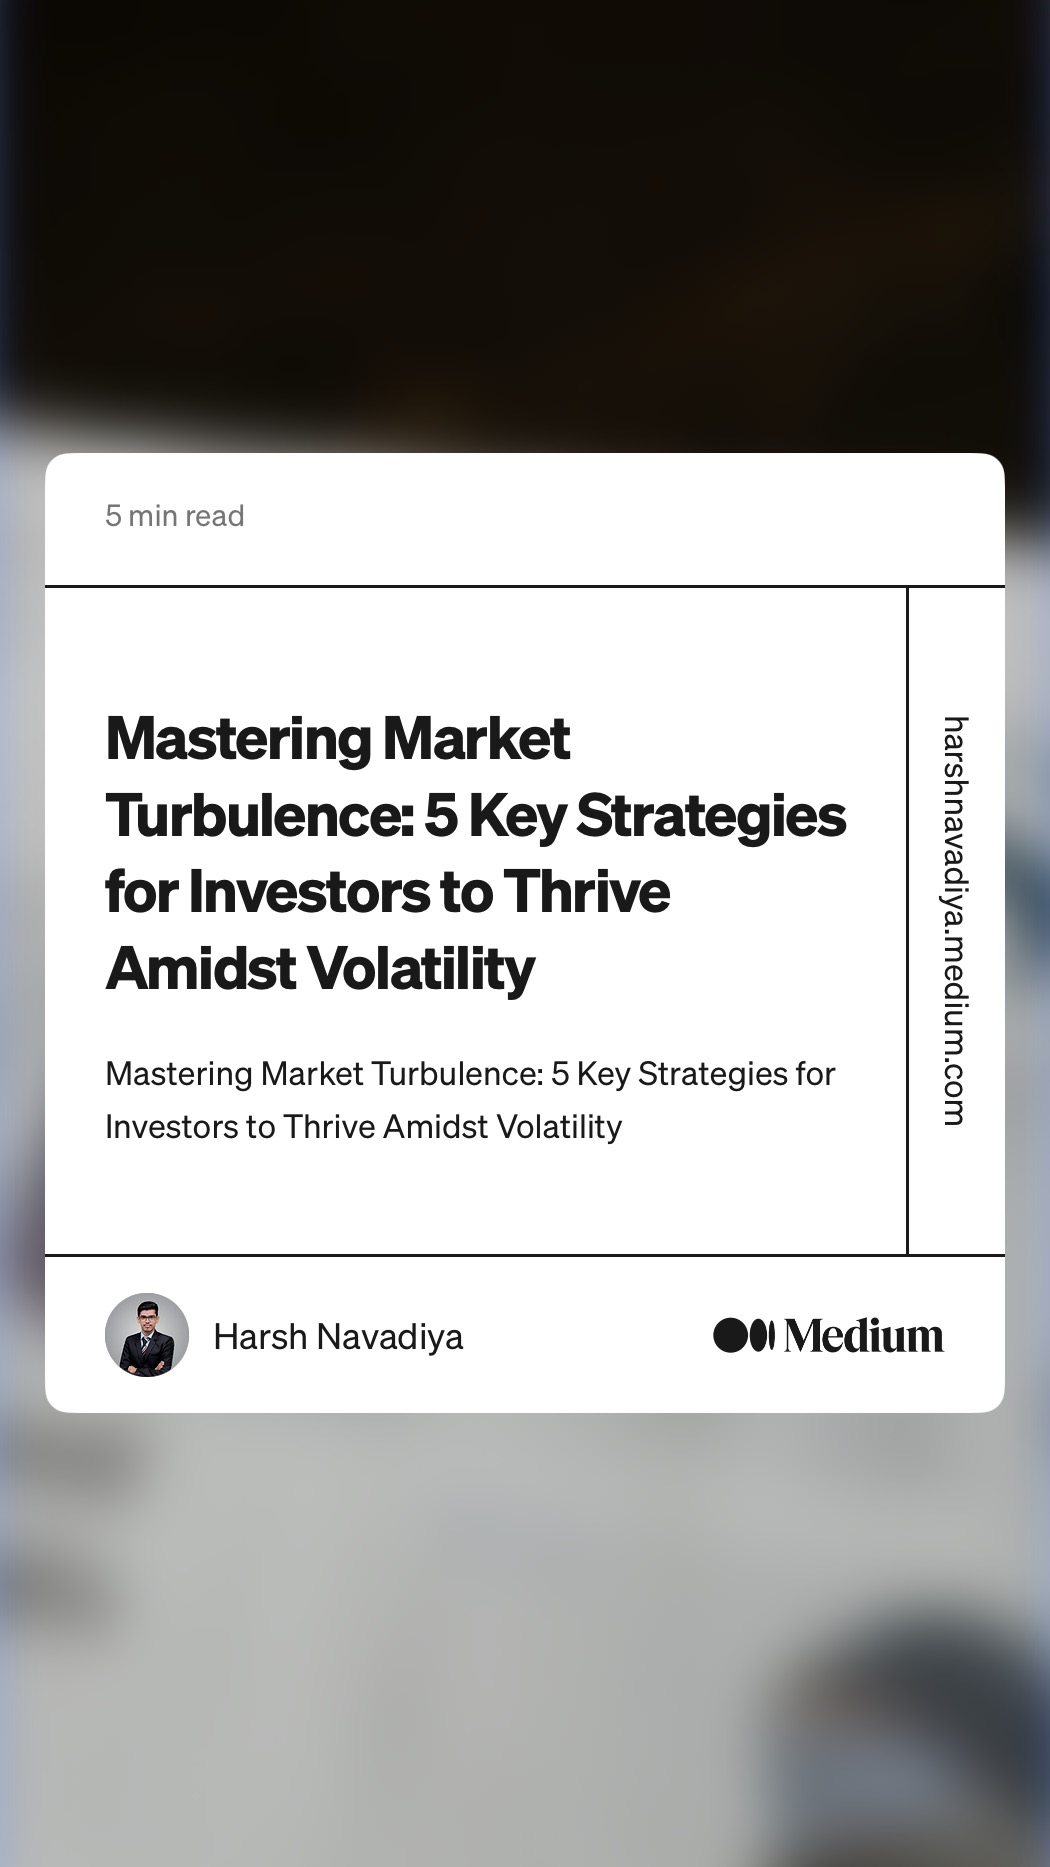 5 min read
Mastering Market
Turbulence: 5 Key Strategies
for Investors to Thrive
Amidst Volatility
Mastering Market Turbulence: 5 Key Strategies for
Investors to Thrive Amidst Volatility
harshnavadiya.medium.com
Harsh Navadiya
Medium